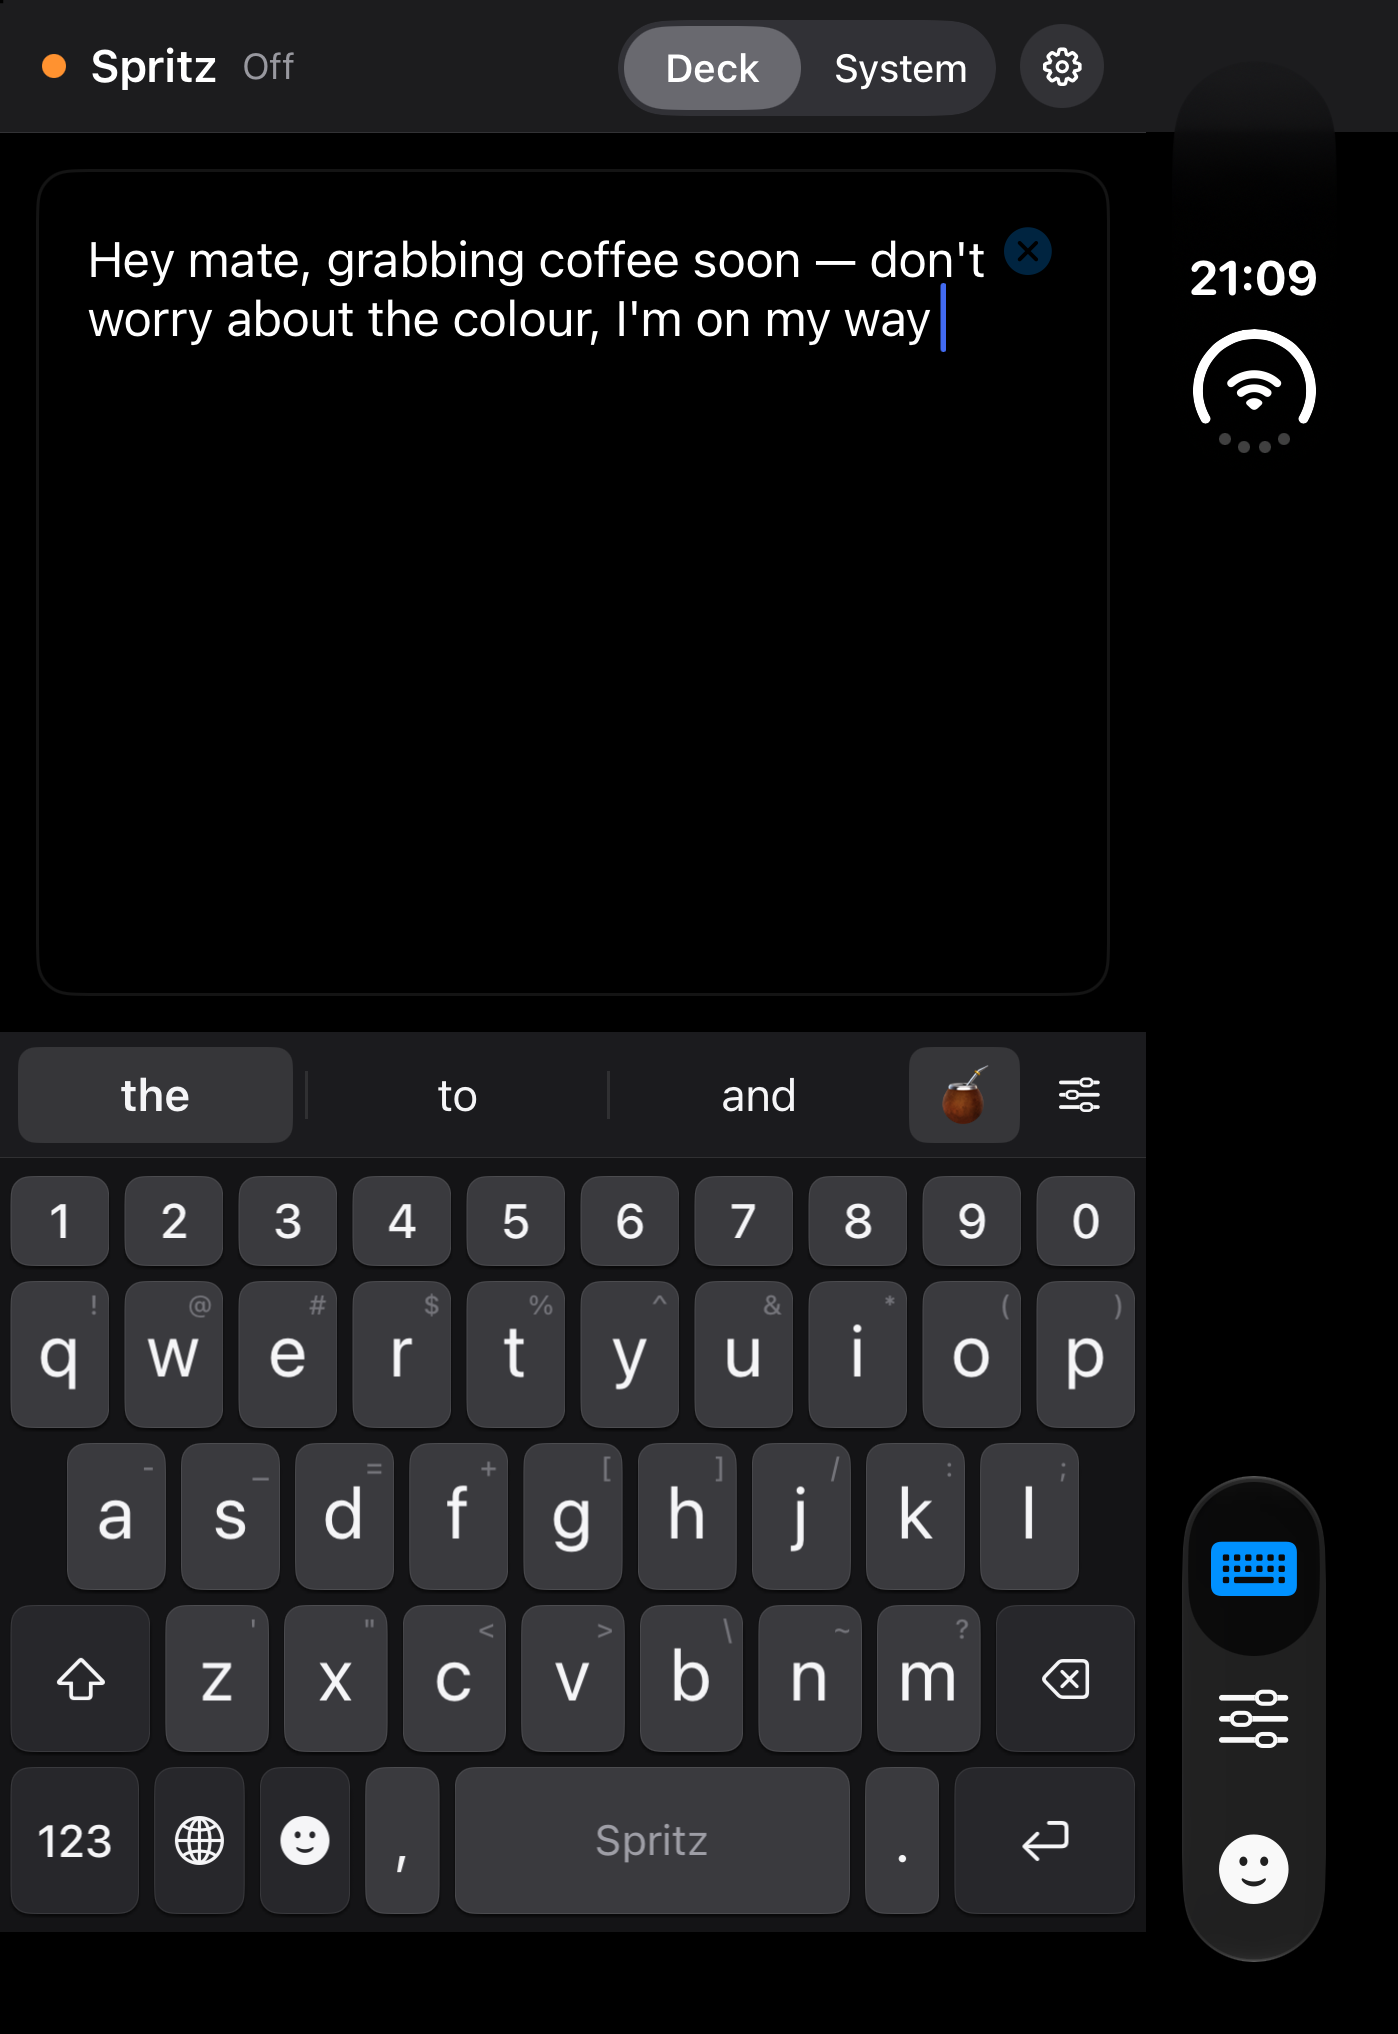 Spritz Off Deck System
Hey mate, grabbing coffee soon — don't
worry about the colour, I'm on my way
21:09
the to and
1 2 3 4 5 6 7 8 9 0
! @ # $ % ^ & * ( )
q w e r t y u i o p
- _ = + [ ] / : ;
a s d f g h j k l
' " < > \ ~ ?
z x c v b n m
123 , Spritz .